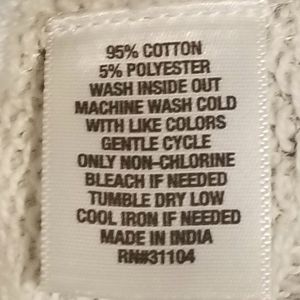 95% COTTON
5% POLYESTER
WASH INSIDE OUT
MACHINE WASH COLD
WITH LIKE COLORS
GENTLE CYCLE
ONLY NON-CHLORINE
BLEACH IF NEEDED
TUMBLE DRY LOW
COOL IRON IF NEEDED
MADE IN INDIA
RN#31104